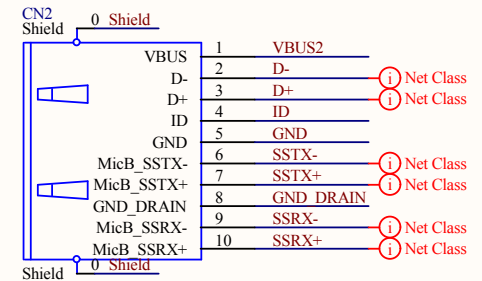 CN2
Shield 0 Shield
VBUS 1 VBUS2
D- 2 D- i Net Class
D+ 3 D+ i Net Class
ID 4 ID
GND 5 GND
MicB_SSTX- 6 SSTX- i Net Class
MicB_SSTX+ 7 SSTX+ i Net Class
GND_DRAIN 8 GND_DRAIN
MicB_SSRX- 9 SSRX- i Net Class
MicB_SSRX+ 10 SSRX+ i Net Class
Shield 0 Shield